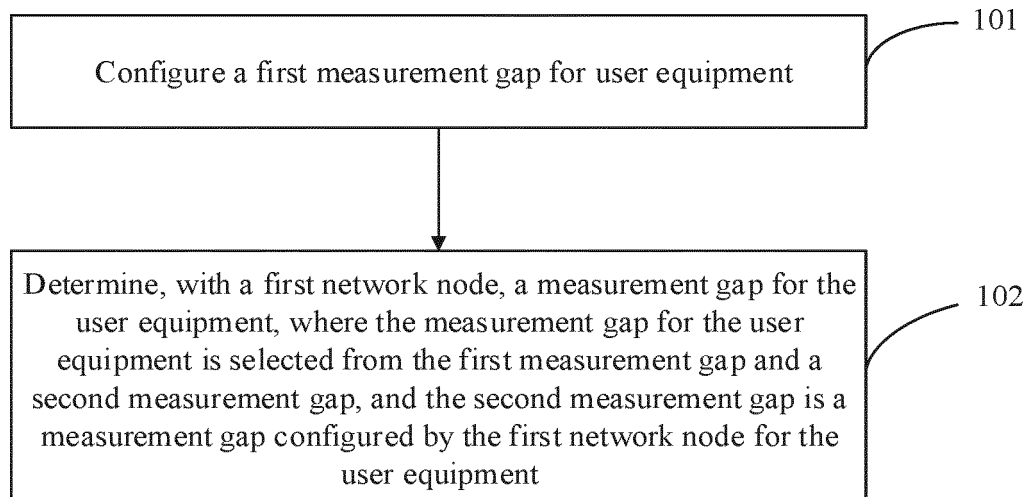 101
Configure a first measurement gap for user equipment
Determine, with a first network node, a measurement gap for the
user equipment, where the measurement gap for the user
equipment is selected from the first measurement gap and a
second measurement gap, and the second measurement gap is a
measurement gap configured by the first network node for the
user equipment
102